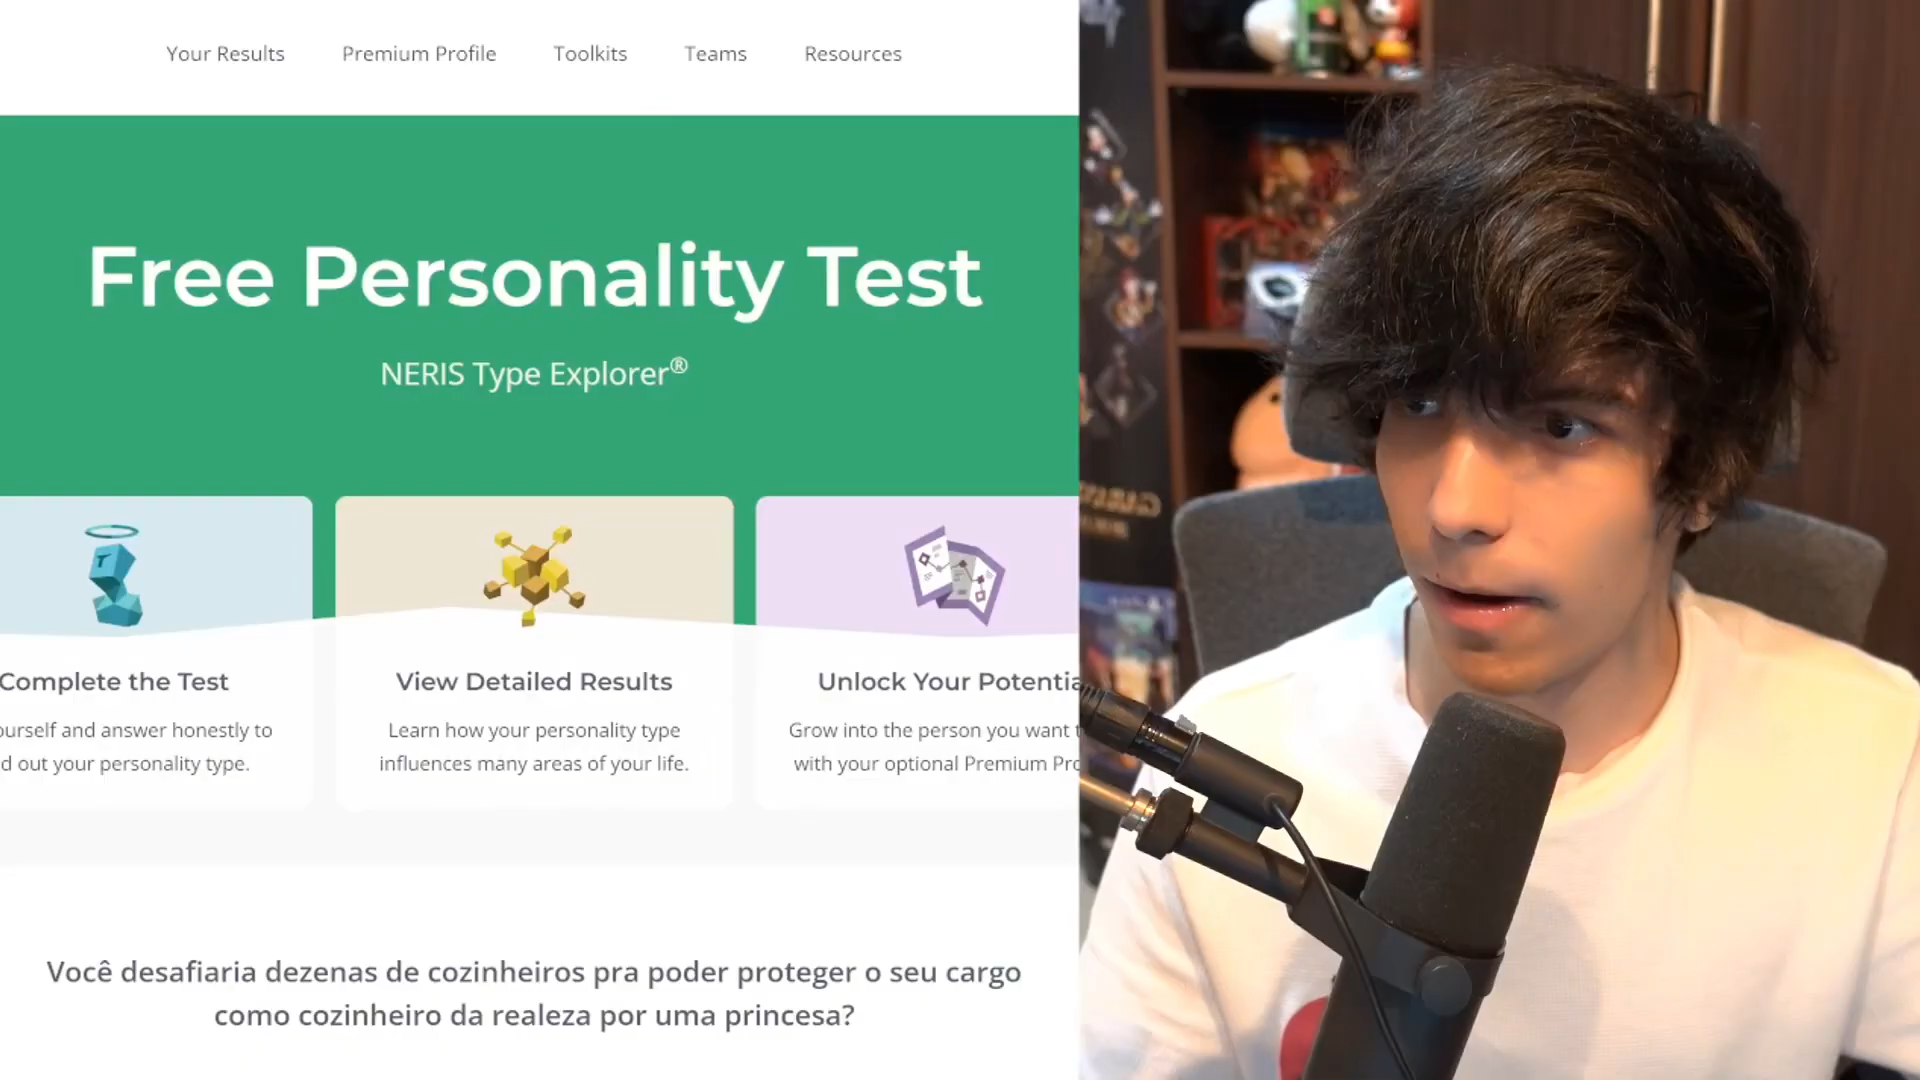 Your Results Premium Profile Toolkits Teams Resources
Free Personality Test
NERIS Type Explorer®
Complete the Test
ourself and answer honestly to
d out your personality type.
View Detailed Results
Learn how your personality type
influences many areas of your life.
Unlock Your Potentia
Grow into the person you want t
with your optional Premium Pro
Você desafiaria dezenas de cozinheiros pra poder proteger o seu cargo
como cozinheiro da realeza por uma princesa?